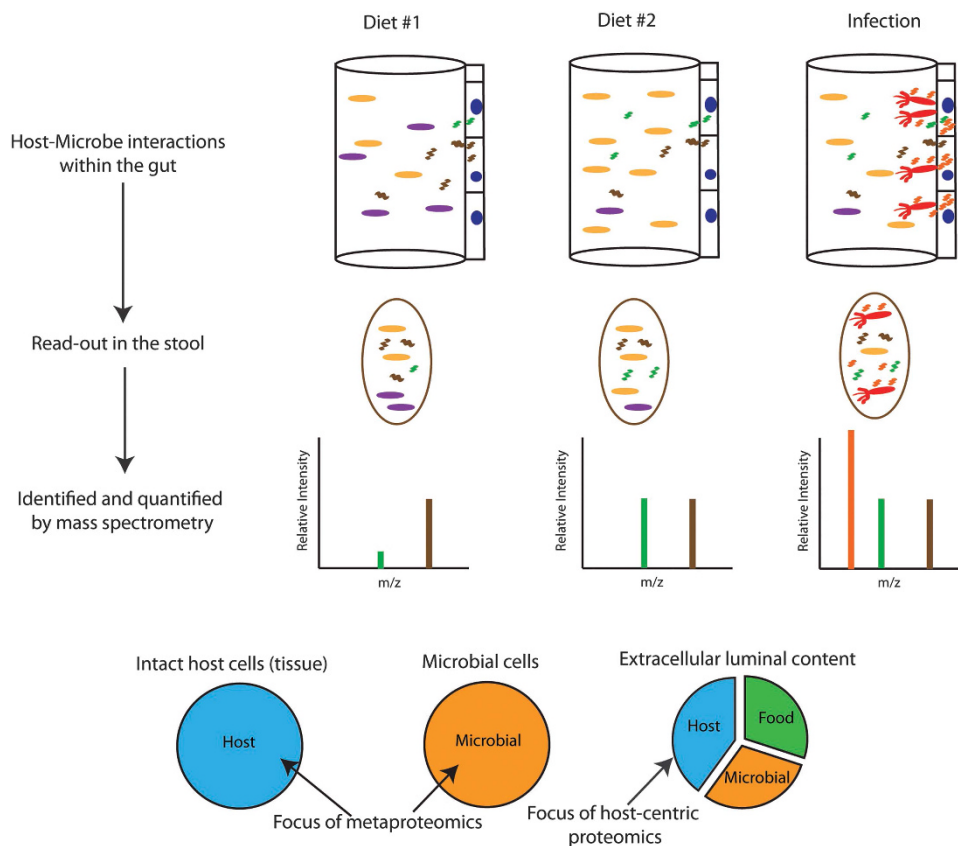 Diet #1
Diet #2
Infection
Host-Microbe interactions
within the gut
Read-out in the stool
Identified and quantified
by mass spectrometry
Relative Intensity
m/z
Relative Intensity
m/z
Relative Intensity
m/z
Intact host cells (tissue)
Microbial cells
Extracellular luminal content
Host
Microbial
Host
Food
Microbial
Focus of metaproteomics
Focus of host-centric
proteomics